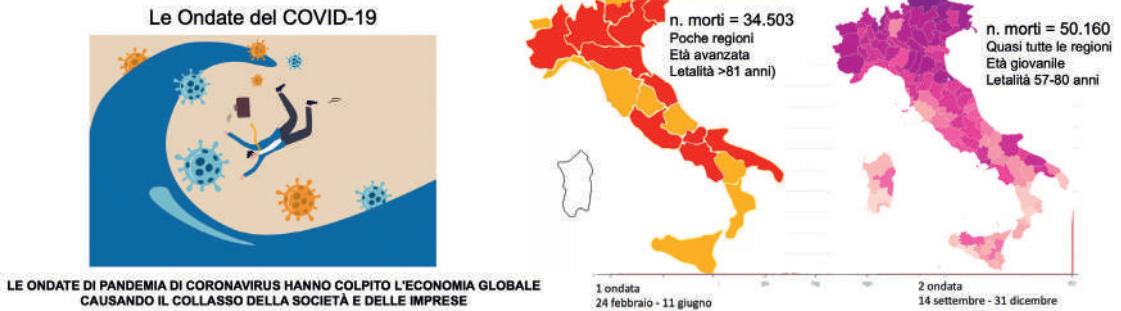 Le Ondate del COVID-19
LE ONDATE DI PANDEMIA DI CORONAVIRUS HANNO COLPITO L'ECONOMIA GLOBALE
CAUSANDO IL COLLASSO DELLA SOCIETÀ E DELLE IMPRESE
n. morti = 34.503
Poche regioni
Età avanzata
Letalità >81 anni)
1 ondata
24 febbraio - 11 giugno
n. morti = 50.160
Quasi tutte le regioni
Età giovanile
Letalità 57-80 anni
2 ondata
14 settembre - 31 dicembre